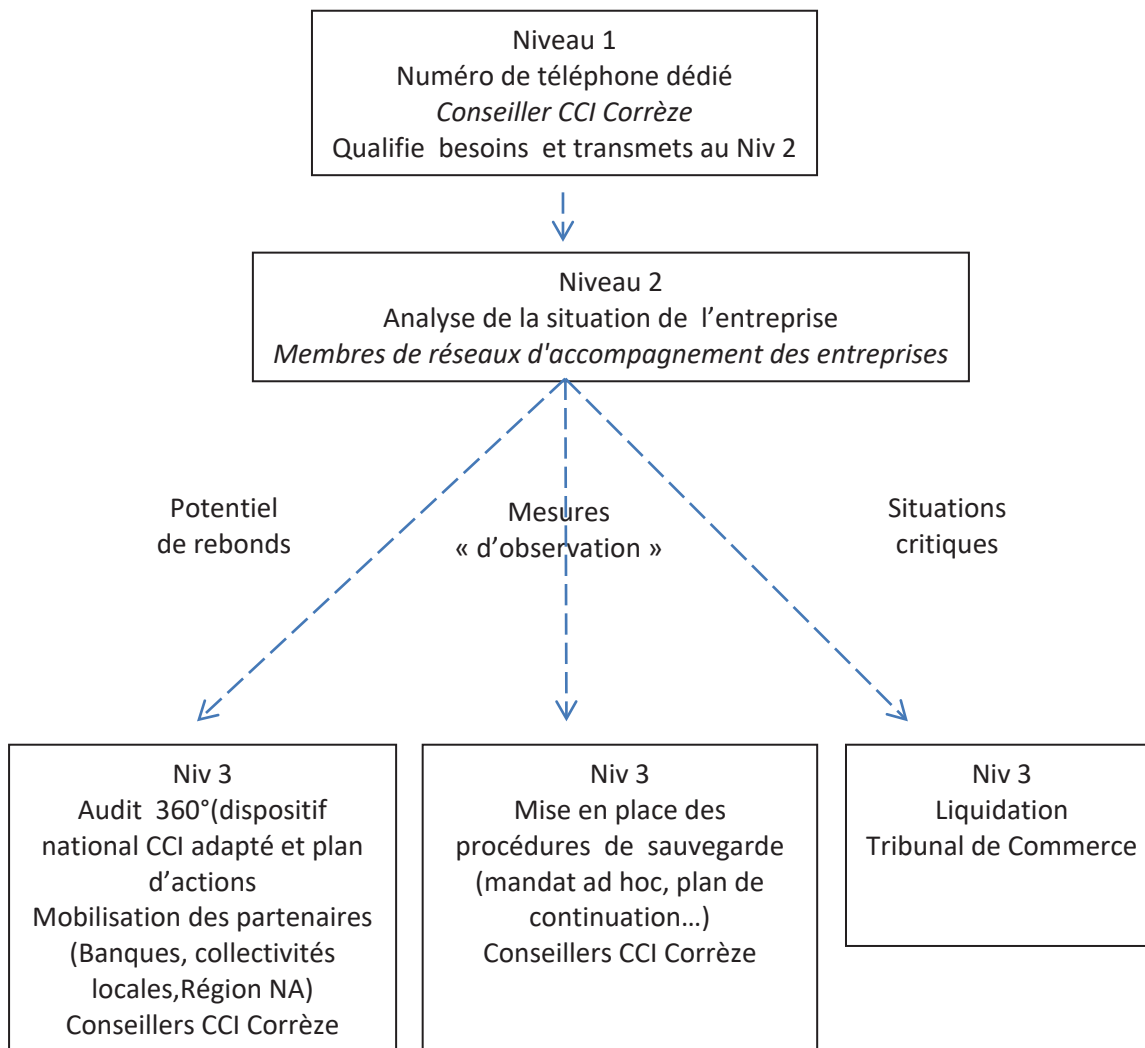 Niveau 1
Numéro de téléphone dédié
Conseiller CCI Corrèze
Qualifie besoins et transmets au Niv 2
Niveau 2
Analyse de la situation de l’entreprise
Membres de réseaux d'accompagnement des entreprises
Potentiel
de rebonds
Mesures
« d’observation »
Situations
critiques
Niv 3
Audit 360°(dispositif
national CCI adapté et plan
d’actions
Mobilisation des partenaires
(Banques, collectivités
locales,Région NA)
Conseillers CCI Corrèze
Niv 3
Mise en place des
procédures de sauvegarde
(mandat ad hoc, plan de
continuation…)
Conseillers CCI Corrèze
Niv 3
Liquidation
Tribunal de Commerce